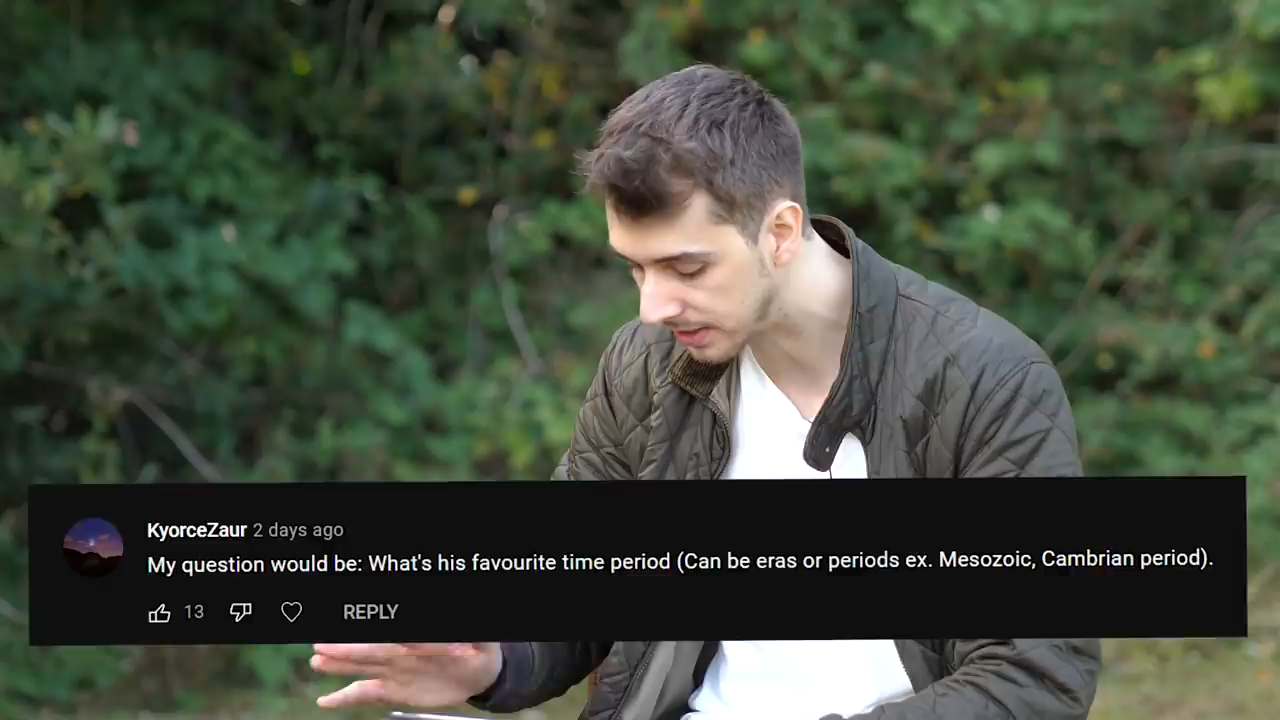 KyorceZaur 2 days ago
My question would be: What's his favourite time period (Can be eras or periods ex. Mesozoic, Cambrian period).
13 REPLY